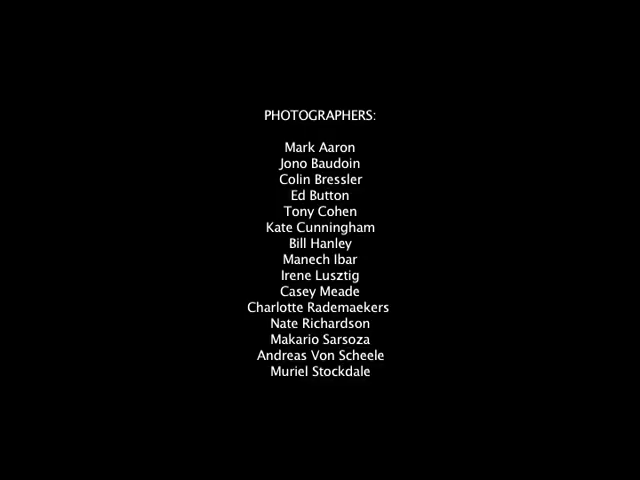 PHOTOGRAPHERS:
Mark Aaron
Jono Baudoin
Colin Bressler
Ed Button
Tony Cohen
Kate Cunningham
Bill Hanley
Manech Ibar
Irene Lusztig
Casey Meade
Charlotte Rademaekers
Nate Richardson
Makario Sarsoza
Andreas Von Scheele
Muriel Stockdale